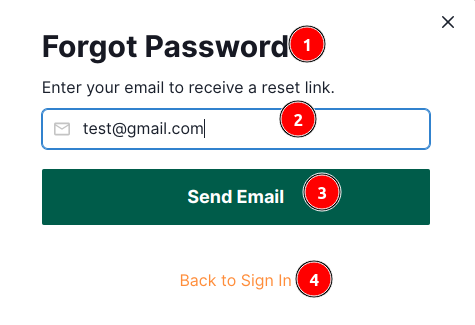 Forgot Password 1
Enter your email to receive a reset link.
test@gmail.com 2
Send Email 3
Back to Sign In 4